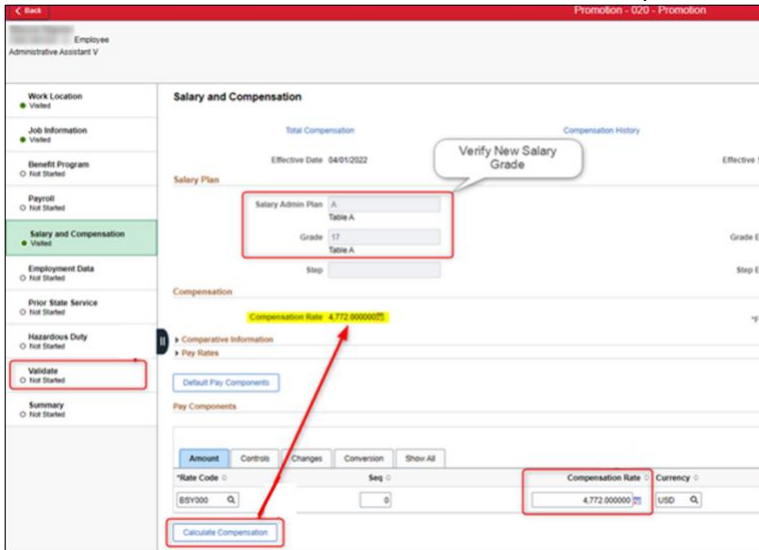 Back
Promotion - 020 - Promotion
Employee
Administrative Assistant V
Work Location
Visited
Job Information
Visited
Benefit Program
Not Started
Payroll
Not Started
Salary and Compensation
Visited
Employment Data
Not Started
Prior State Service
Not Started
Hazardous Duty
Not Started
Validate
Not Started
Summary
Not Started
Salary and Compensation
Total Compensation
Compensation History
Verify New Salary
Grade
Effective Date 04/01/2022
Effective
Salary Plan
Salary Admin Plan A
Table A
Grade 17
Table A
Grade E
Step
Step E
Compensation
Compensation Rate 4,772.000000
*F
Comparative Information
Pay Rates
Default Pay Components
Pay Components
Amount Controls Changes Conversion Show All
*Rate Code Seq Compensation Rate Currency
BSY000 0 4,772.000000 USD
Calculate Compensation